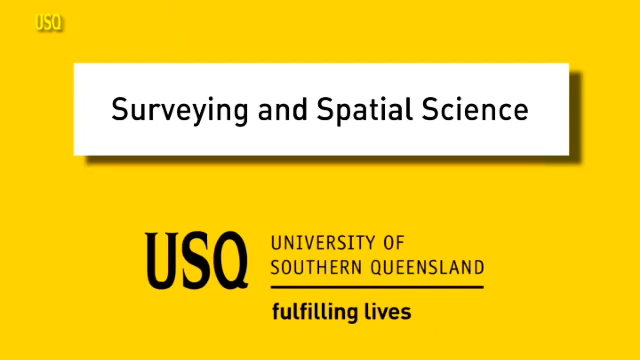 USQ
Surveying and Spatial Science
USQ
UNIVERSITY OF
SOUTHERN QUEENSLAND
fulfilling lives